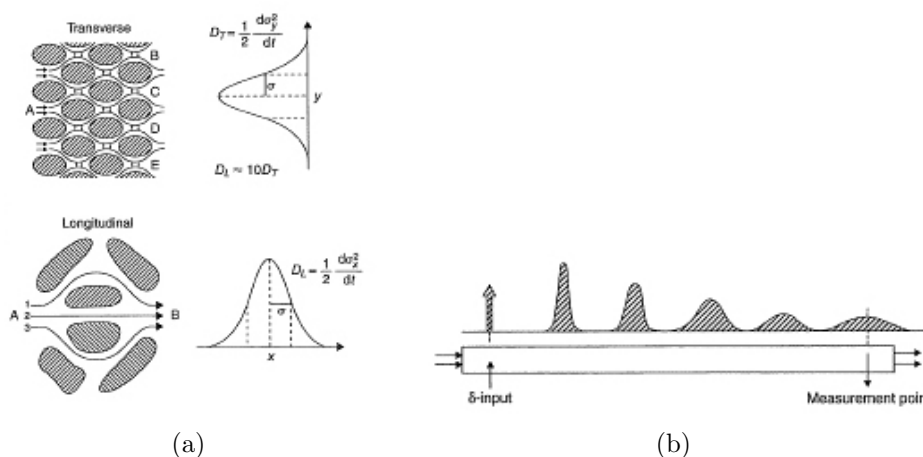 Transverse
B
C
A
D
E
D_T = 1/2 dσ_y^2/dt
σ
y
D_L ≈ 10D_T
Longitudinal
1
A 2 B
3
D_L = 1/2 dσ_x^2/dt
σ
x
δ-input
Measurement poin
(a)
(b)